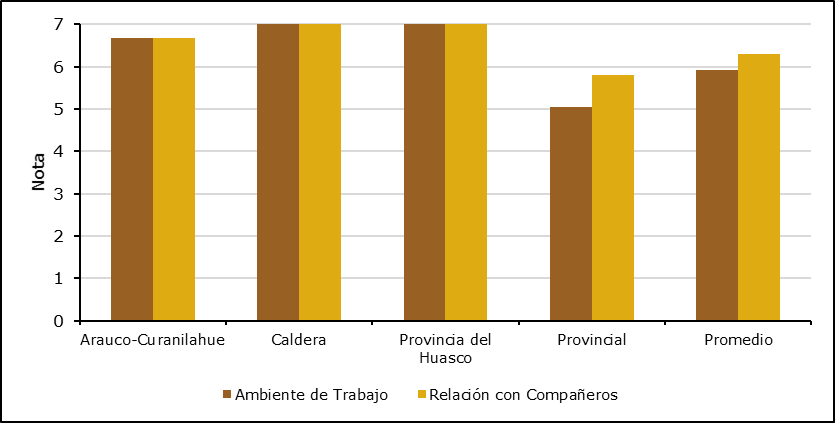 7
6
5
4
3
2
1
0
Nota
Arauco-Curanilahue
Caldera
Provincia del
Huasco
Provincial
Promedio
Ambiente de Trabajo
Relación con Compañeros